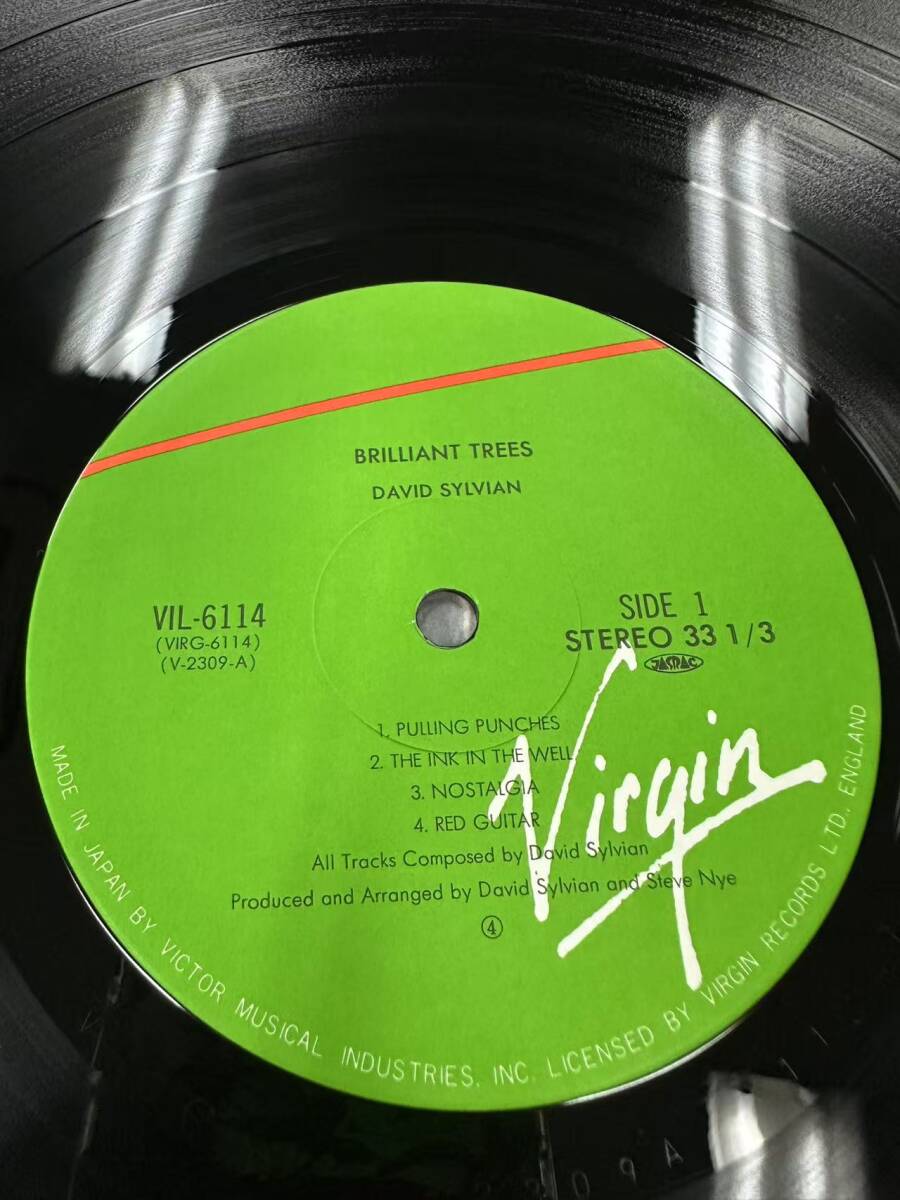 BRILLIANT TREES
DAVID SYLVIAN
VIL-6114
(VIRG-6114)
(V-2309-A)
SIDE 1
STEREO 33 1/3
JASRAC
1. PULLING PUNCHES
2. THE INK IN THE WELL
3. NOSTALGIA
4. RED GUITAR
All Tracks Composed by David Sylvian
Produced and Arranged by David Sylvian and Steve Nye
④
Virgin
MADE IN JAPAN BY VICTOR MUSICAL INDUSTRIES, INC. LICENSED BY VIRGIN RECORDS LTD., ENGLAND